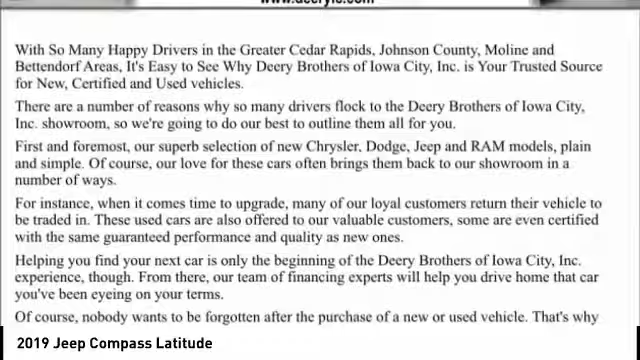 www.deeryic.com
With So Many Happy Drivers in the Greater Cedar Rapids, Johnson County, Moline and
Bettendorf Areas, It's Easy to See Why Deery Brothers of Iowa City, Inc. is Your Trusted Source
for New, Certified and Used vehicles.
There are a number of reasons why so many drivers flock to the Deery Brothers of Iowa City,
Inc. showroom, so we're going to do our best to outline them all for you.
First and foremost, our superb selection of new Chrysler, Dodge, Jeep and RAM models, plain
and simple. Of course, our love for these cars often brings them back to our showroom in a
number of ways.
For instance, when it comes time to upgrade, many of our loyal customers return their vehicle to
be traded in. These used cars are also offered to our valuable customers, some are even certified
with the same guaranteed performance and quality as new ones.
Helping you find your next car is only the beginning of the Deery Brothers of Iowa City, Inc.
experience, though. From there, our team of financing experts will help you drive home that car
you've been eyeing on your terms.
Of course, nobody wants to be forgotten after the purchase of a new or used vehicle. That's why
2019 Jeep Compass Latitude